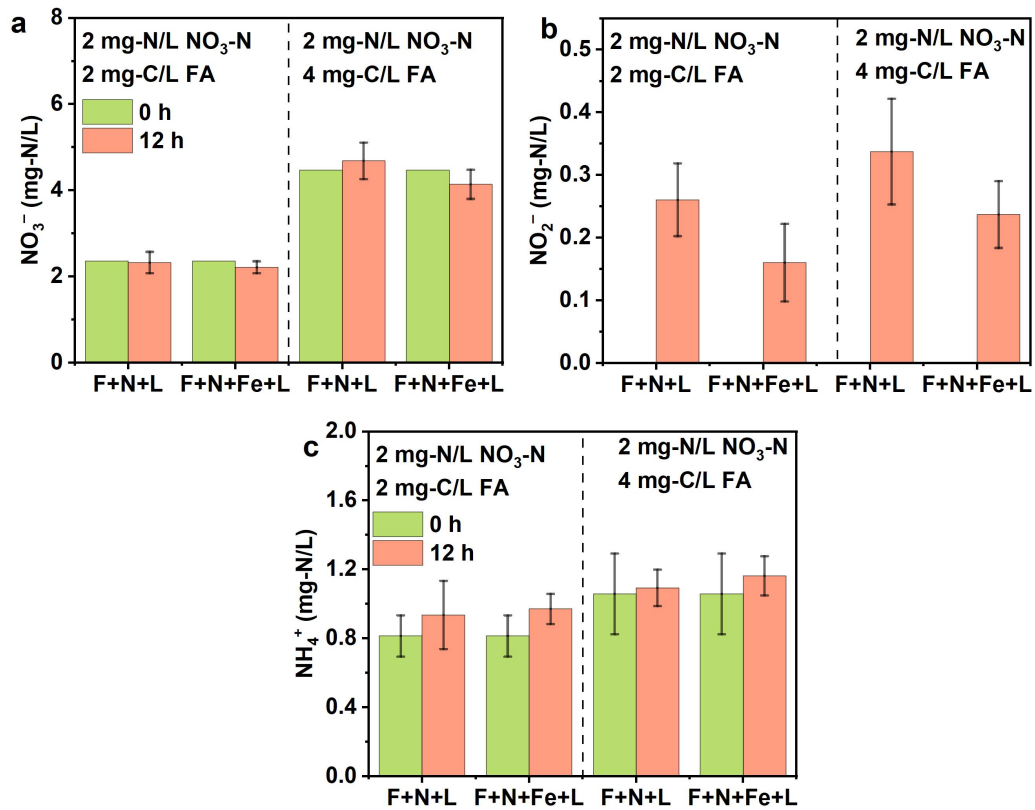 a
2 mg-N/L NO₃-N
2 mg-C/L FA
2 mg-N/L NO₃-N
4 mg-C/L FA
0 h
12 h
NO₃⁻ (mg-N/L)
8
6
4
2
0
F+N+L
F+N+Fe+L
F+N+L
F+N+Fe+L
b
2 mg-N/L NO₃-N
2 mg-C/L FA
2 mg-N/L NO₃-N
4 mg-C/L FA
NO₂⁻ (mg-N/L)
0.5
0.4
0.3
0.2
0.1
0.0
F+N+L
F+N+Fe+L
F+N+L
F+N+Fe+L
c
2 mg-N/L NO₃-N
2 mg-C/L FA
2 mg-N/L NO₃-N
4 mg-C/L FA
0 h
12 h
NH₄⁺ (mg-N/L)
2.0
1.6
1.2
0.8
0.4
0.0
F+N+L
F+N+Fe+L
F+N+L
F+N+Fe+L